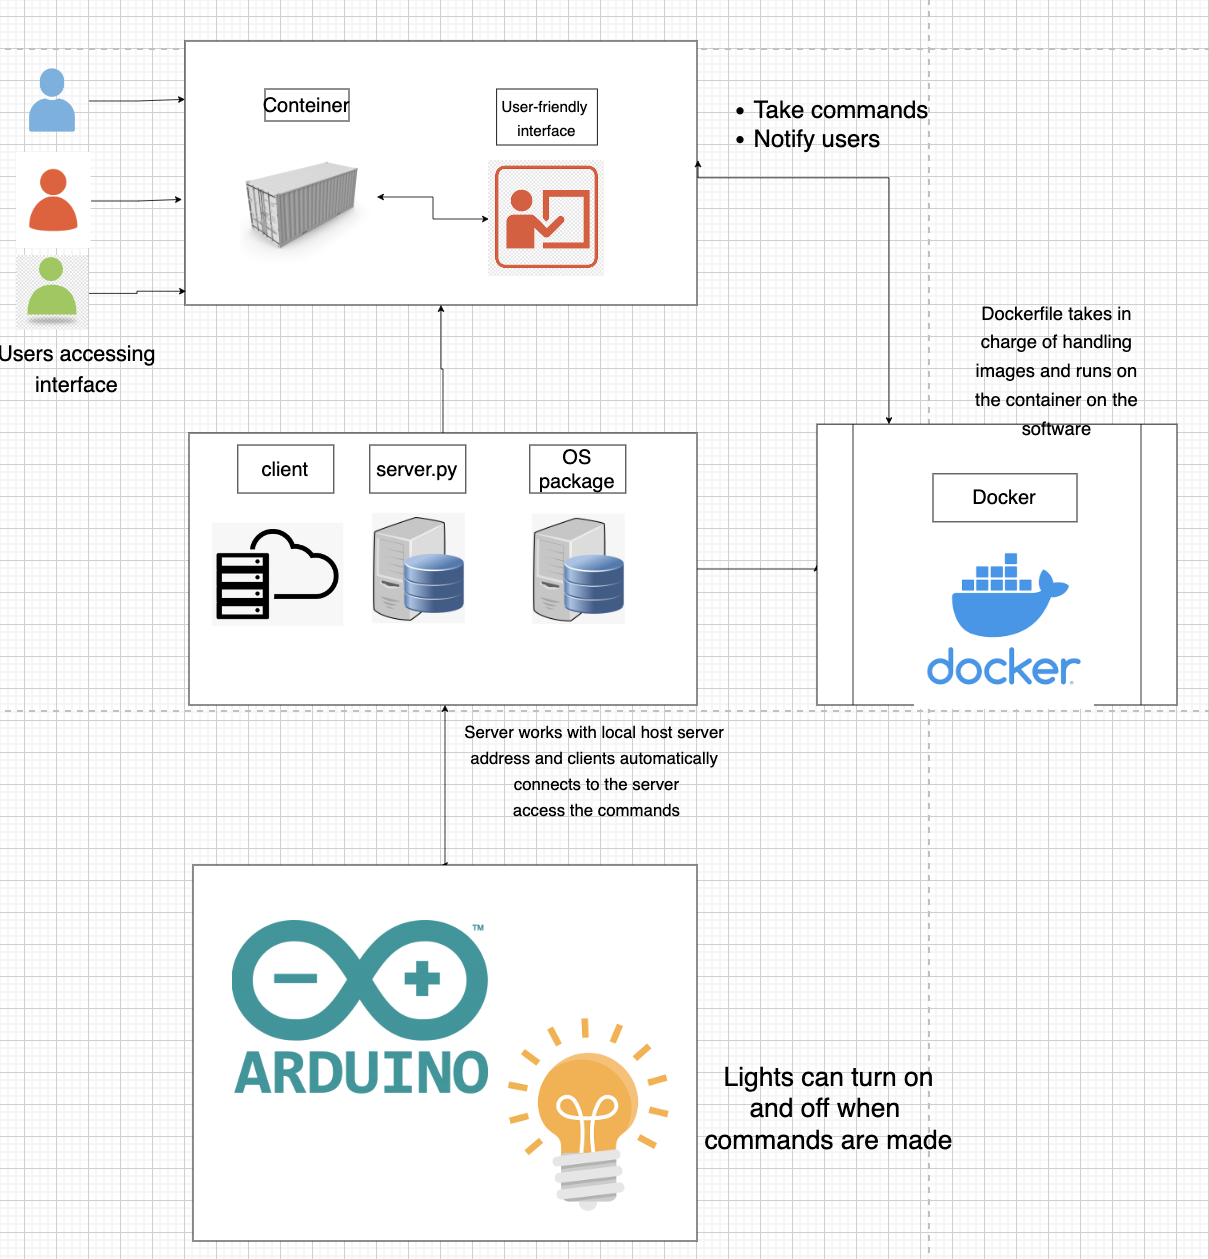 Conteiner
User-friendly
interface
• Take commands
• Notify users
Users accessing
interface
Dockerfile takes in
charge of handling
images and runs on
the container on the
software
client
server.py
OS
package
Docker
docker
Server works with local host server
address and clients automatically
connects to the server
access the commands
ARDUINO
TM
Lights can turn on
and off when
commands are made